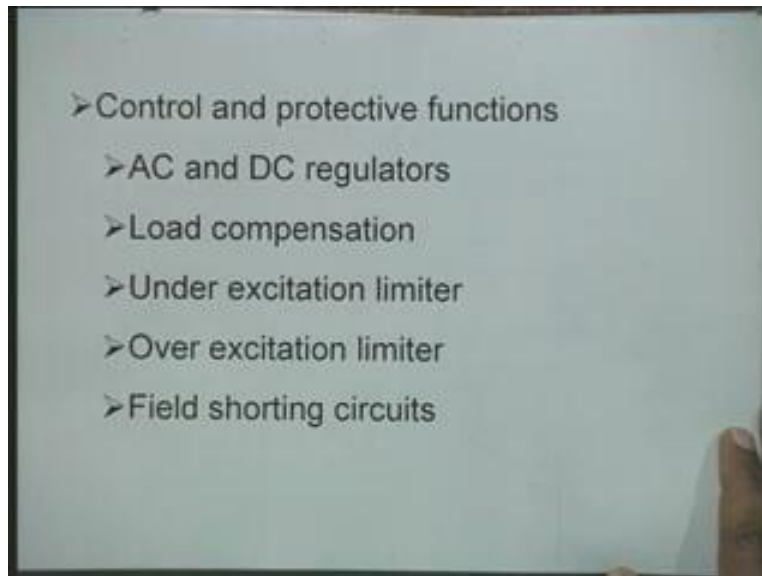 ➢Control and protective functions
➢AC and DC regulators
➢Load compensation
➢Under excitation limiter
➢Over excitation limiter
➢Field shorting circuits